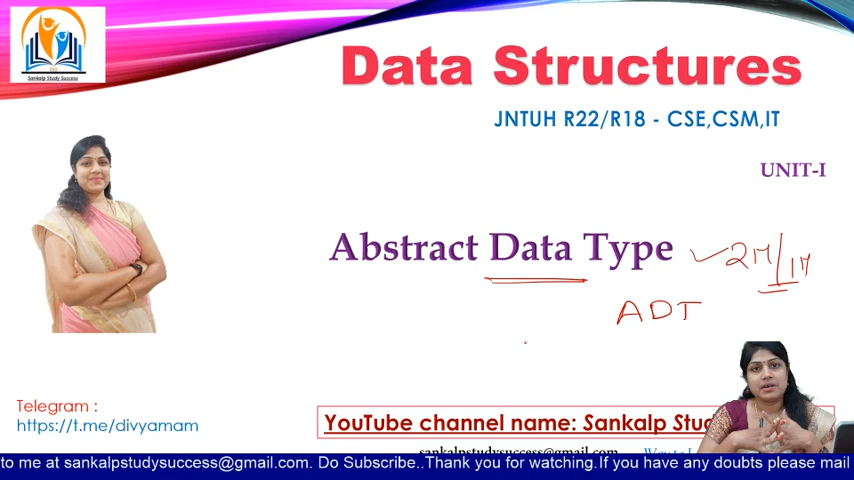 Sankalp Study Success
Data Structures
JNTUH R22/R18 - CSE,CSM,IT
UNIT-I
Abstract Data Type
2M/1M
ADT
Telegram :
https://t.me/divyamam
YouTube channel name: Sankalp
sankalpstudysuccess@gmail.com
to me at sankalpstudysuccess@gmail.com. Do Subscribe..Thank you for watching.If you have any doubts please mail